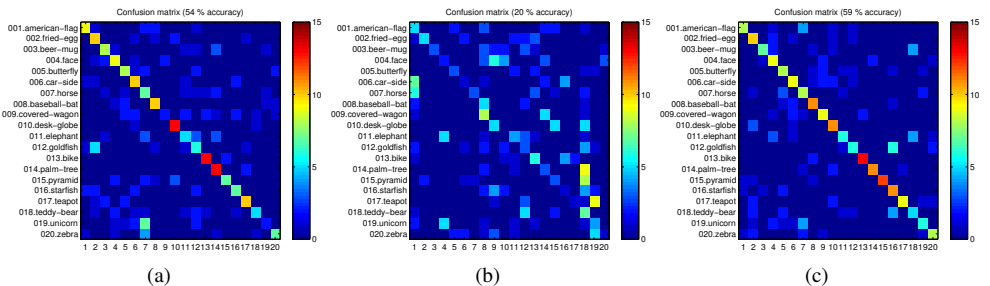 Confusion matrix (54 % accuracy)
001.american-flag
002.fried-egg
003.beer-mug
004.face
005.butterfly
006.car-side
007.horse
008.baseball-bat
009.covered-wagon
010.desk-globe
011.elephant
012.goldfish
013.bike
014.palm-tree
015.pyramid
016.starfish
017.teapot
018.teddy-bear
019.unicorn
020.zebra
1 2 3 4 5 6 7 8 9 1011121314151617181920
15
10
5
0
(a)
Confusion matrix (20 % accuracy)
001.american-flag
002.fried-egg
003.beer-mug
004.face
005.butterfly
006.car-side
007.horse
008.baseball-bat
009.covered-wagon
010.desk-globe
011.elephant
012.goldfish
013.bike
014.palm-tree
015.pyramid
016.starfish
017.teapot
018.teddy-bear
019.unicorn
020.zebra
1 2 3 4 5 6 7 8 9 1011121314151617181920
15
10
5
0
(b)
Confusion matrix (59 % accuracy)
001.american-flag
002.fried-egg
003.beer-mug
004.face
005.butterfly
006.car-side
007.horse
008.baseball-bat
009.covered-wagon
010.desk-globe
011.elephant
012.goldfish
013.bike
014.palm-tree
015.pyramid
016.starfish
017.teapot
018.teddy-bear
019.unicorn
020.zebra
1 2 3 4 5 6 7 8 9 1011121314151617181920
15
10
5
0
(c)